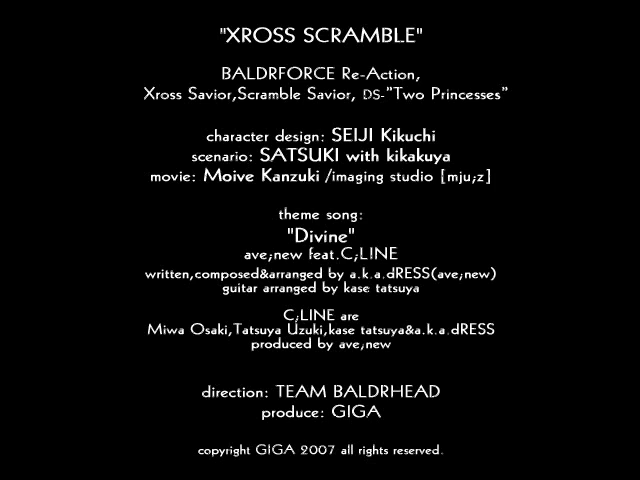 "XROSS SCRAMBLE"
BALDRFORCE Re-Action,
Xross Savior,Scramble Savior, DS-"Two Princesses"
character design: SEIJI Kikuchi
scenario: SATSUKI with kikakuya
movie: Moive Kanzuki /imaging studio [mju;z]
theme song:
"Divine"
ave;new feat.C;LINE
written,composed&arranged by a.k.a.dRESS(ave;new)
guitar arranged by kase tatsuya
C;LINE are
Miwa Osaki,Tatsuya Uzuki,kase tatsuya&a.k.a.dRESS
produced by ave;new
direction: TEAM BALDRHEAD
produce: GIGA
copyright GIGA 2007 all rights reserved.